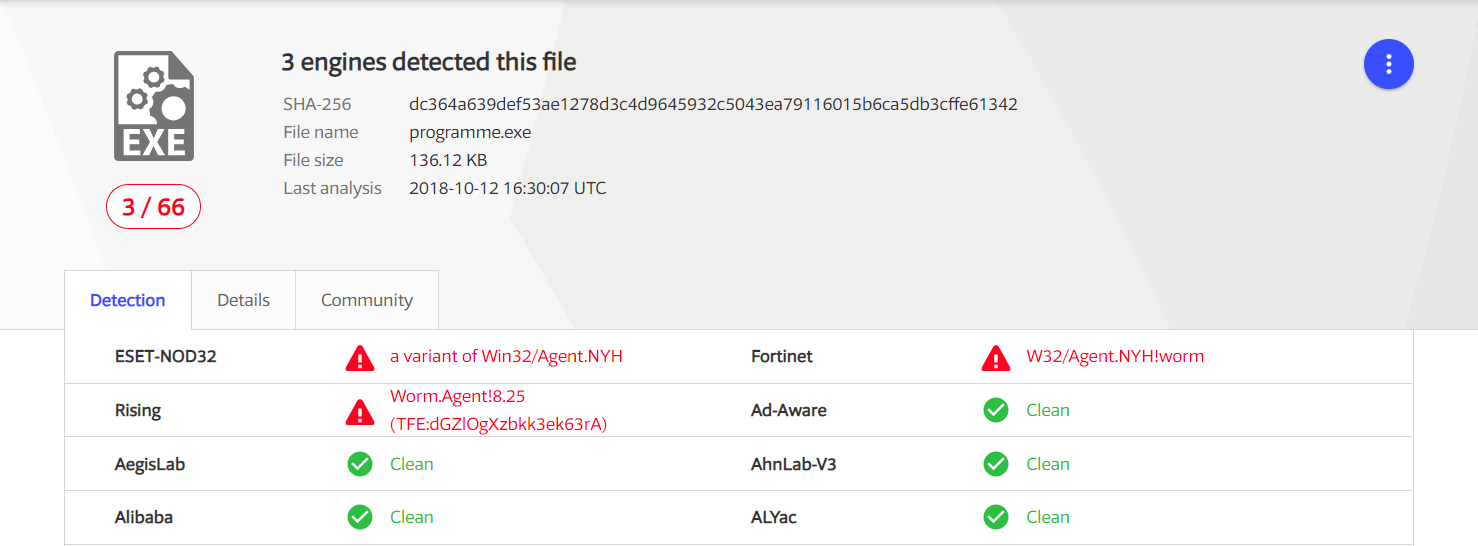 3 engines detected this file
SHA-256 dc364a639def53ae1278d3c4d9645932c5043ea79116015b6ca5db3cffe61342
File name programme.exe
File size 136.12 KB
Last analysis 2018-10-12 16:30:07 UTC
EXE
3 / 66
Detection Details Community
ESET-NOD32 a variant of Win32/Agent.NYH Fortinet W32/Agent.NYH!worm
Rising Worm.Agent!8.25 (TFE:dGZlOgXzbkk3ek63rA) Ad-Aware Clean
AegisLab Clean AhnLab-V3 Clean
Alibaba Clean ALYac Clean